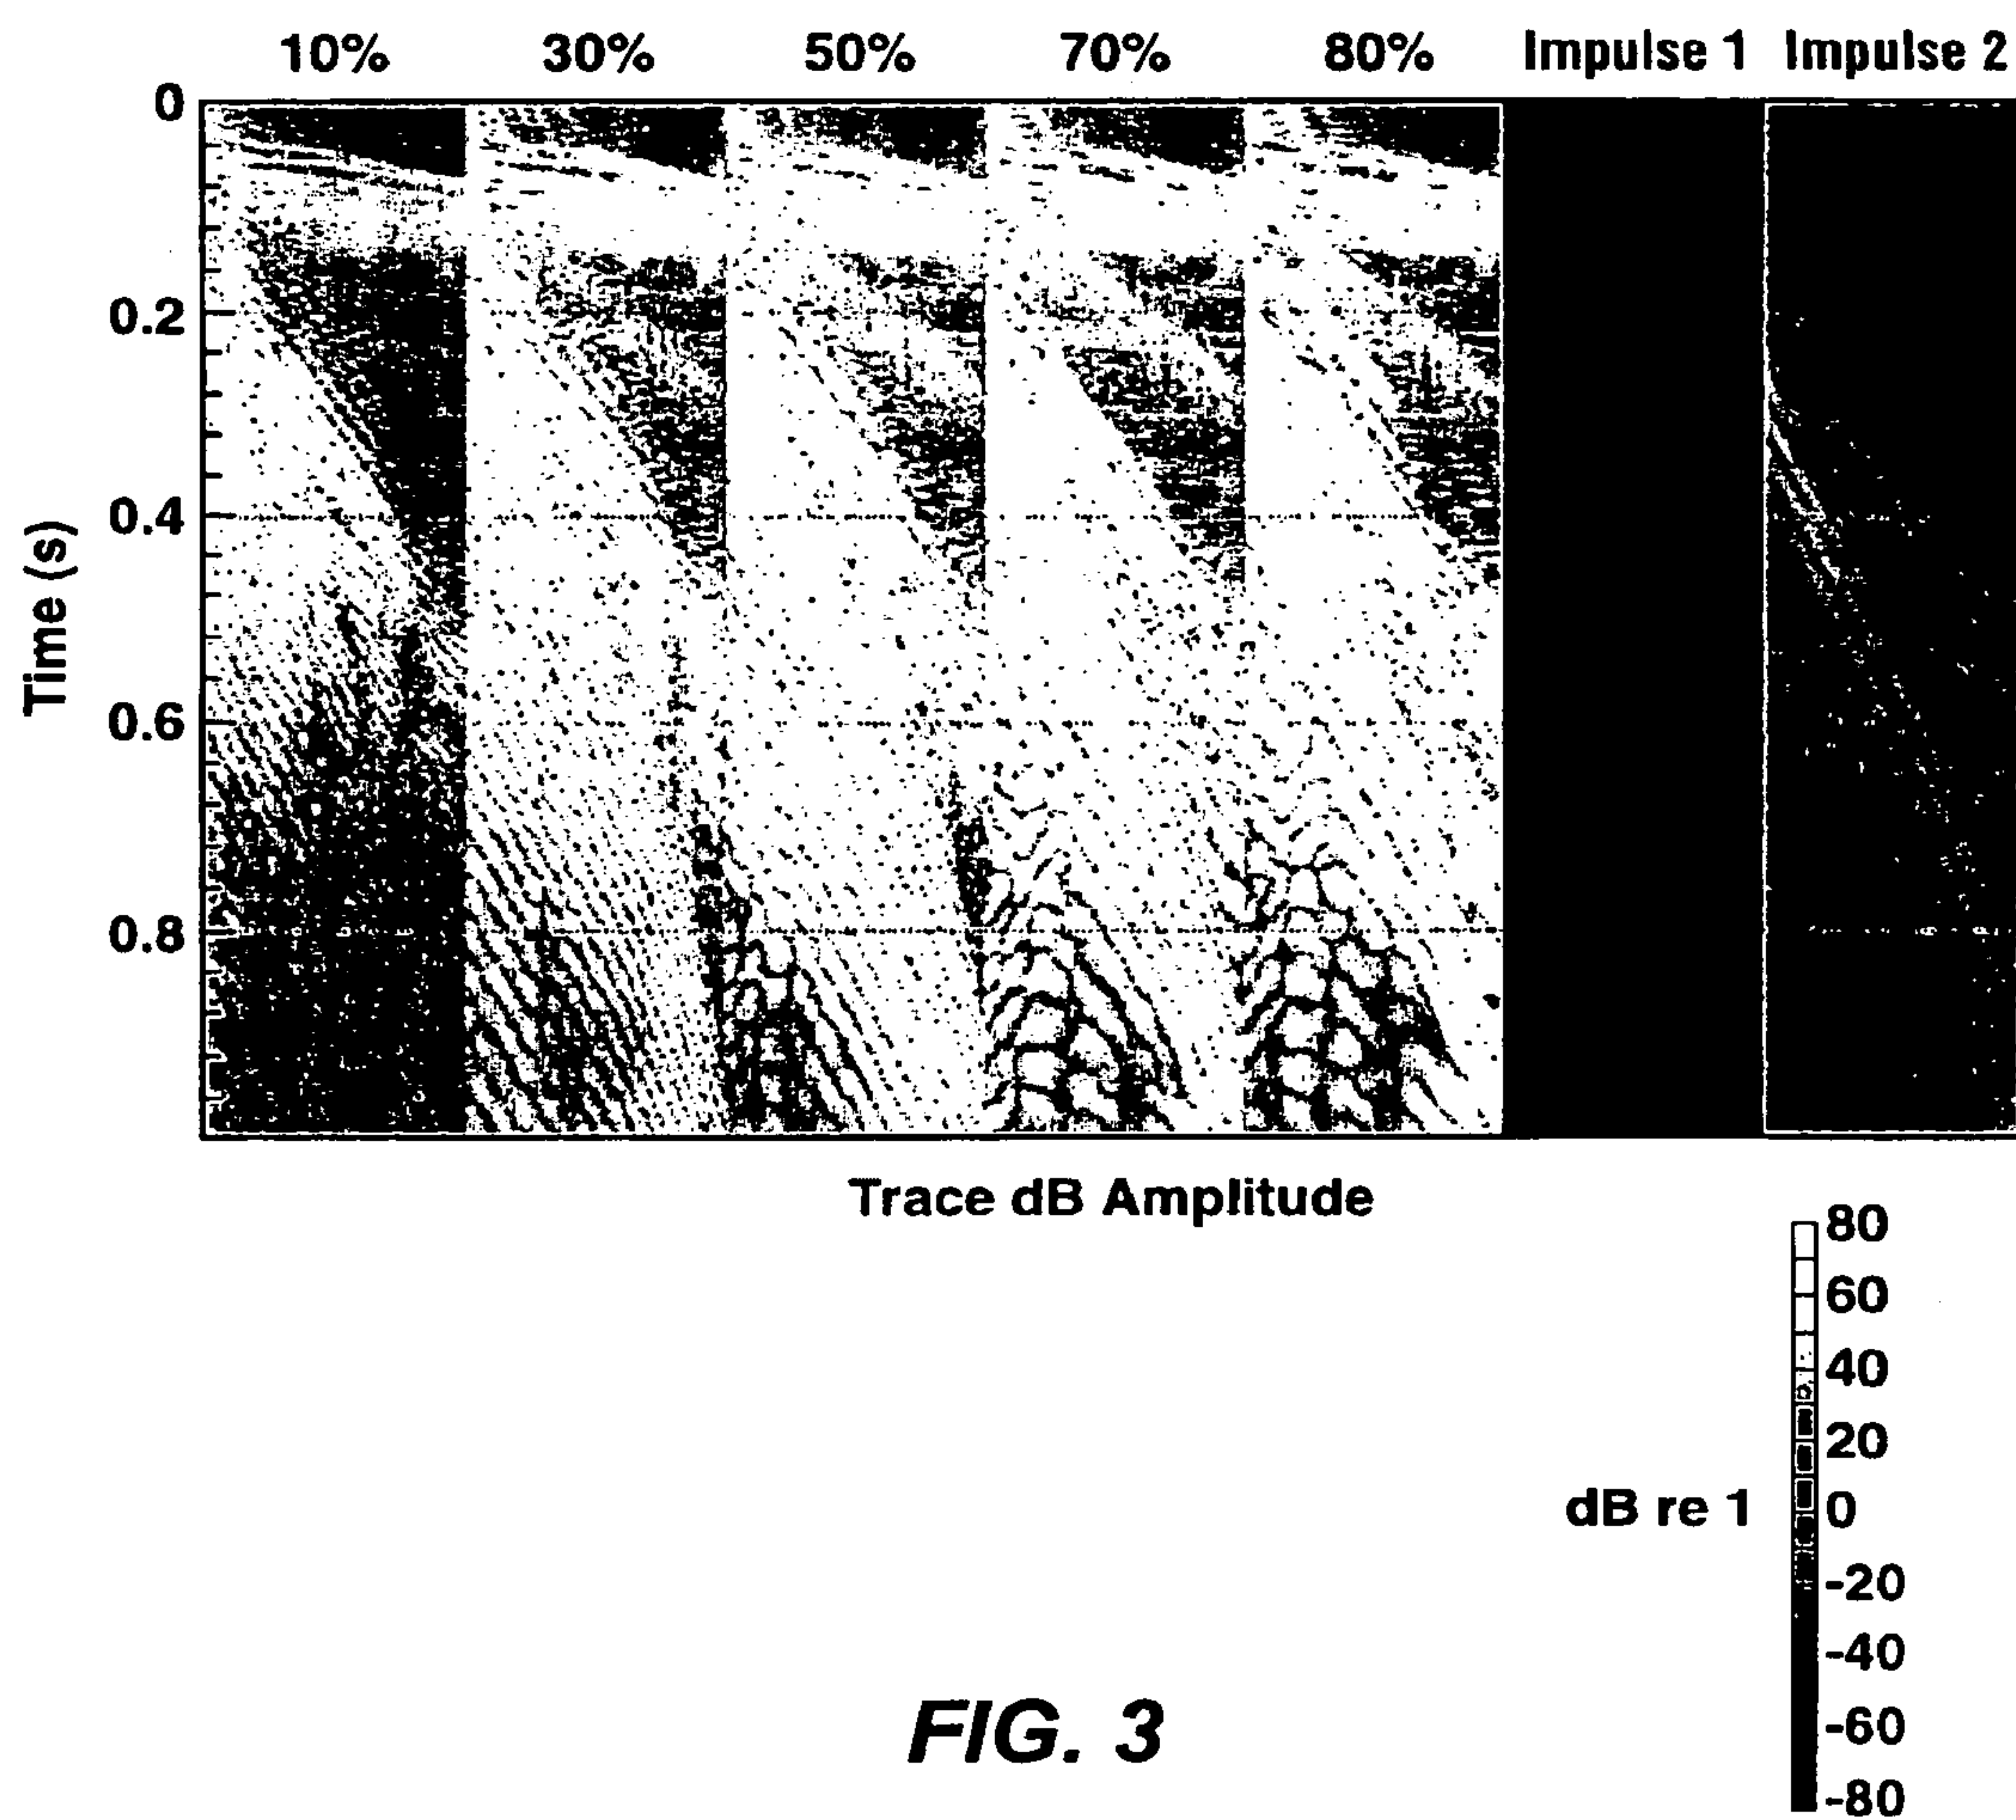 10% 30% 50% 70% 80% Impulse 1 Impulse 2
0
0.2
0.4
0.6
0.8
Time (s)
Trace dB Amplitude
80
60
40
20
dB re 1 0
-20
-40
-60
-80
FIG. 3